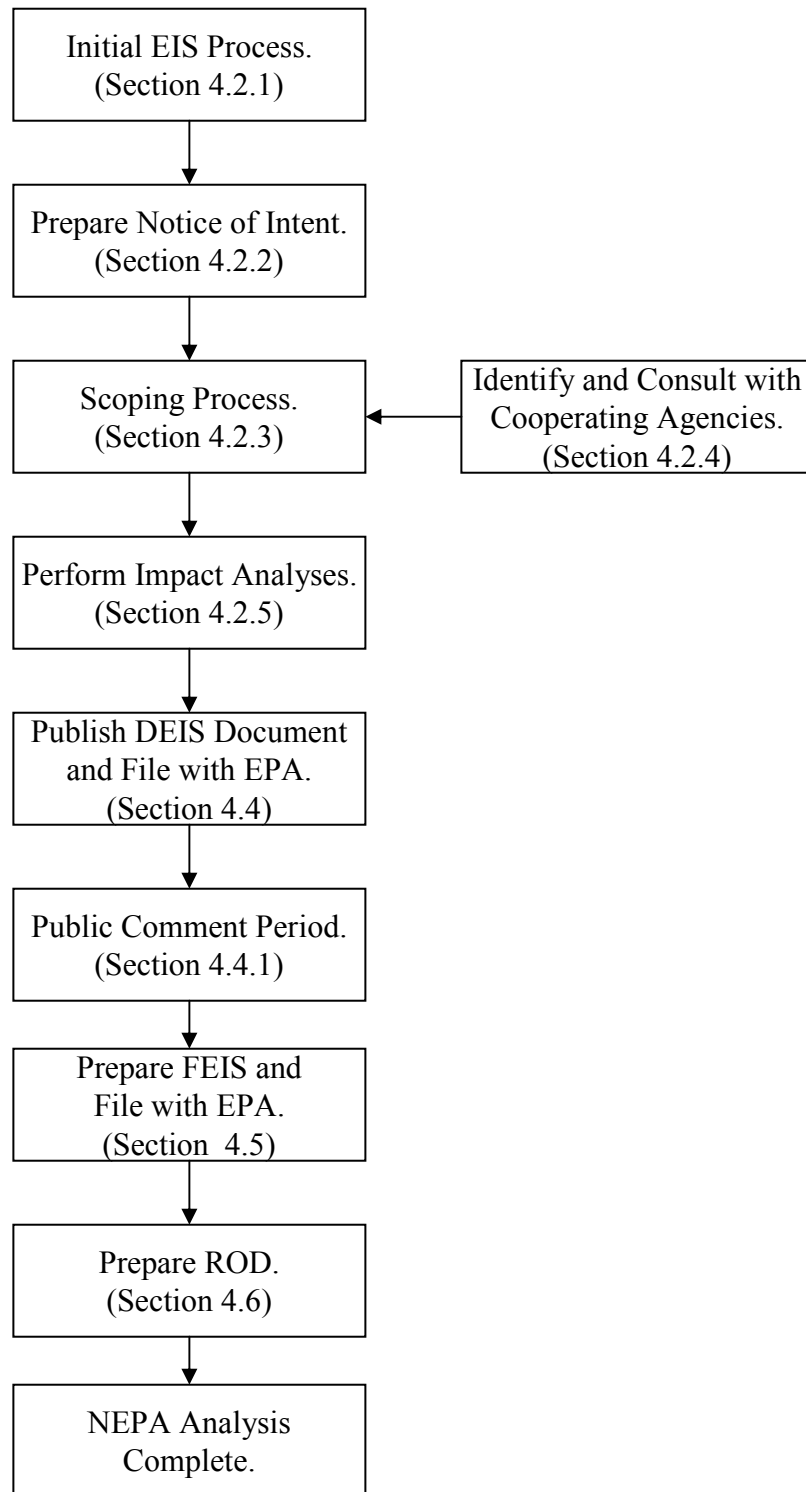 Initial EIS Process.
(Section 4.2.1)
Prepare Notice of Intent.
(Section 4.2.2)
Scoping Process.
(Section 4.2.3)
Identify and Consult with
Cooperating Agencies.
(Section 4.2.4)
Perform Impact Analyses.
(Section 4.2.5)
Publish DEIS Document
and File with EPA.
(Section 4.4)
Public Comment Period.
(Section 4.4.1)
Prepare FEIS and
File with EPA.
(Section 4.5)
Prepare ROD.
(Section 4.6)
NEPA Analysis
Complete.